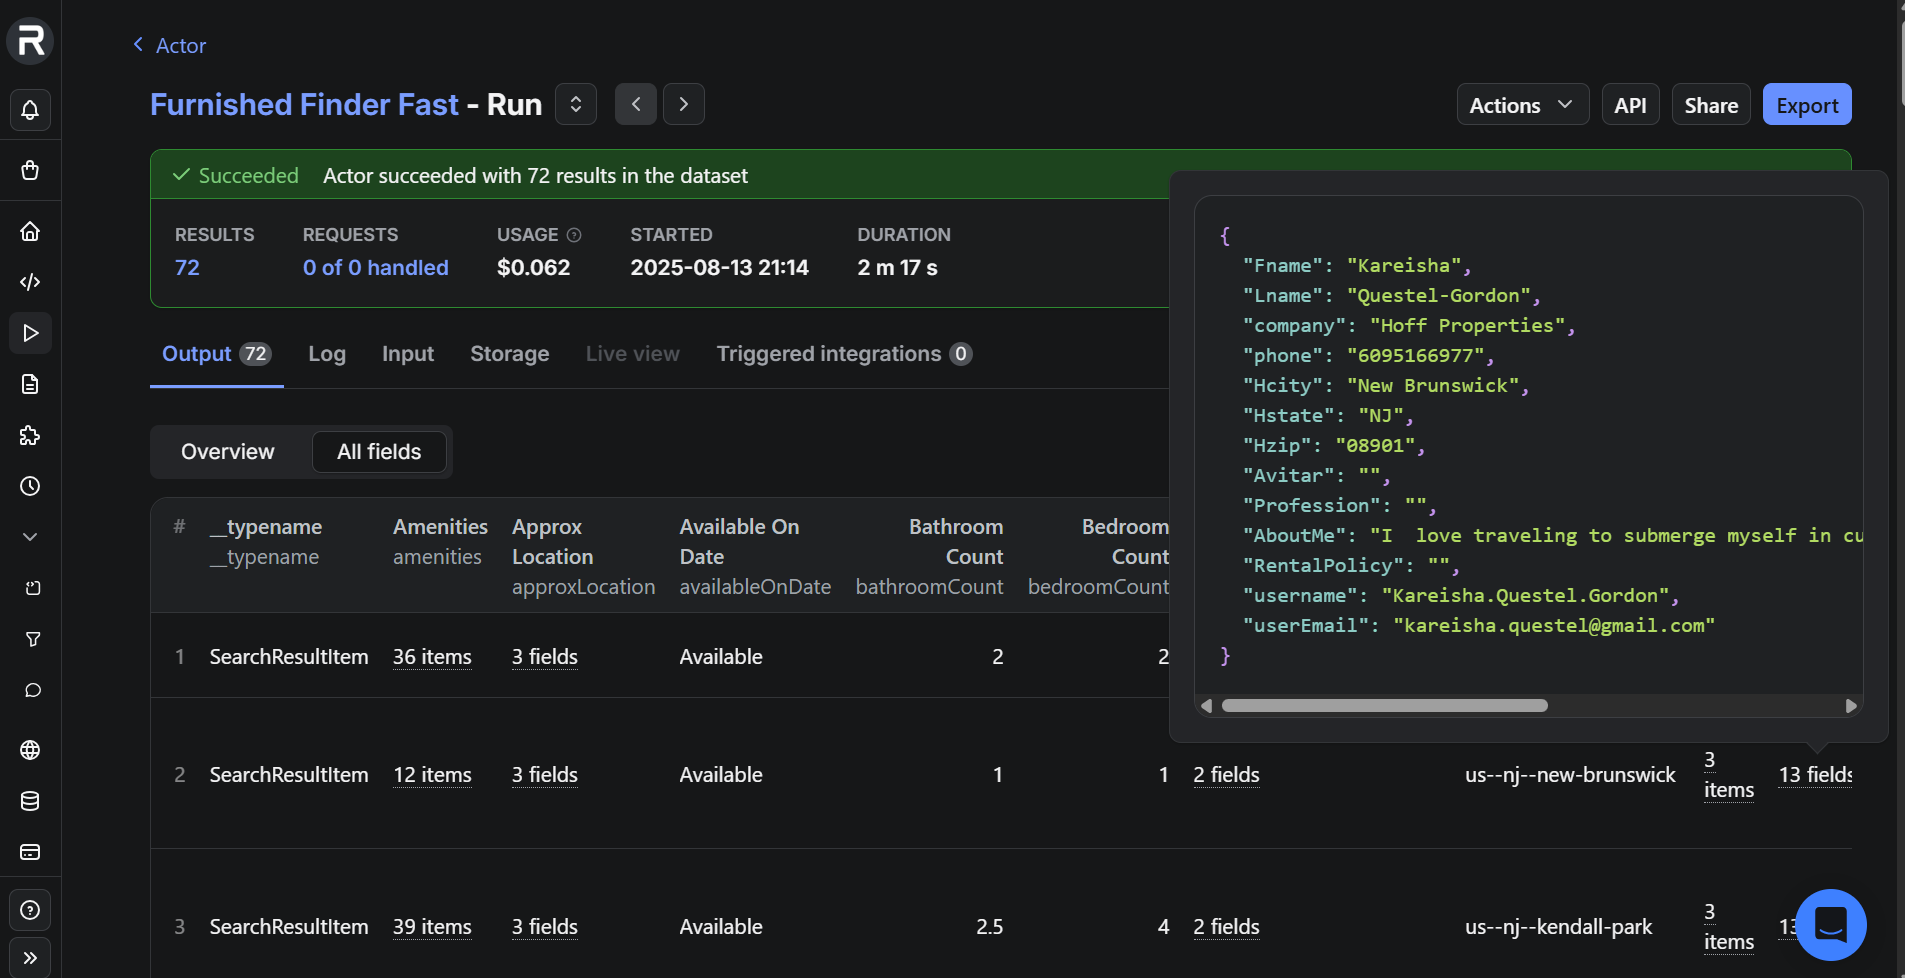 R
Actor
Furnished Finder Fast - Run
Actions
API
Share
Export
Succeeded Actor succeeded with 72 results in the dataset
RESULTS REQUESTS USAGE STARTED DURATION
72 0 of 0 handled $0.062 2025-08-13 21:14 2 m 17 s
Output 72 Log Input Storage Live view Triggered integrations 0
Overview All fields
# __typename Amenities Approx Available On Bathroom Bedroom
__typename amenities Location Date Count Count
approxLocation availableOnDate bathroomCount bedroomCount
1 SearchResultItem 36 items 3 fields Available 2 2
{
"Fname": "Kareisha",
"Lname": "Questel-Gordon",
"company": "Hoff Properties",
"phone": "6095166977",
"Hcity": "New Brunswick",
"Hstate": "NJ",
"Hzip": "08901",
"Avitar": "",
"Profession": "",
"AboutMe": "I  love traveling to submerge myself in cu
"RentalPolicy": "",
"username": "Kareisha.Questel.Gordon",
"userEmail": "kareisha.questel@gmail.com"
}
2 SearchResultItem 12 items 3 fields Available 1 1 2 fields us--nj--new-brunswick 3 items 13 fields
3 SearchResultItem 39 items 3 fields Available 2.5 4 2 fields us--nj--kendall-park 3 items 13